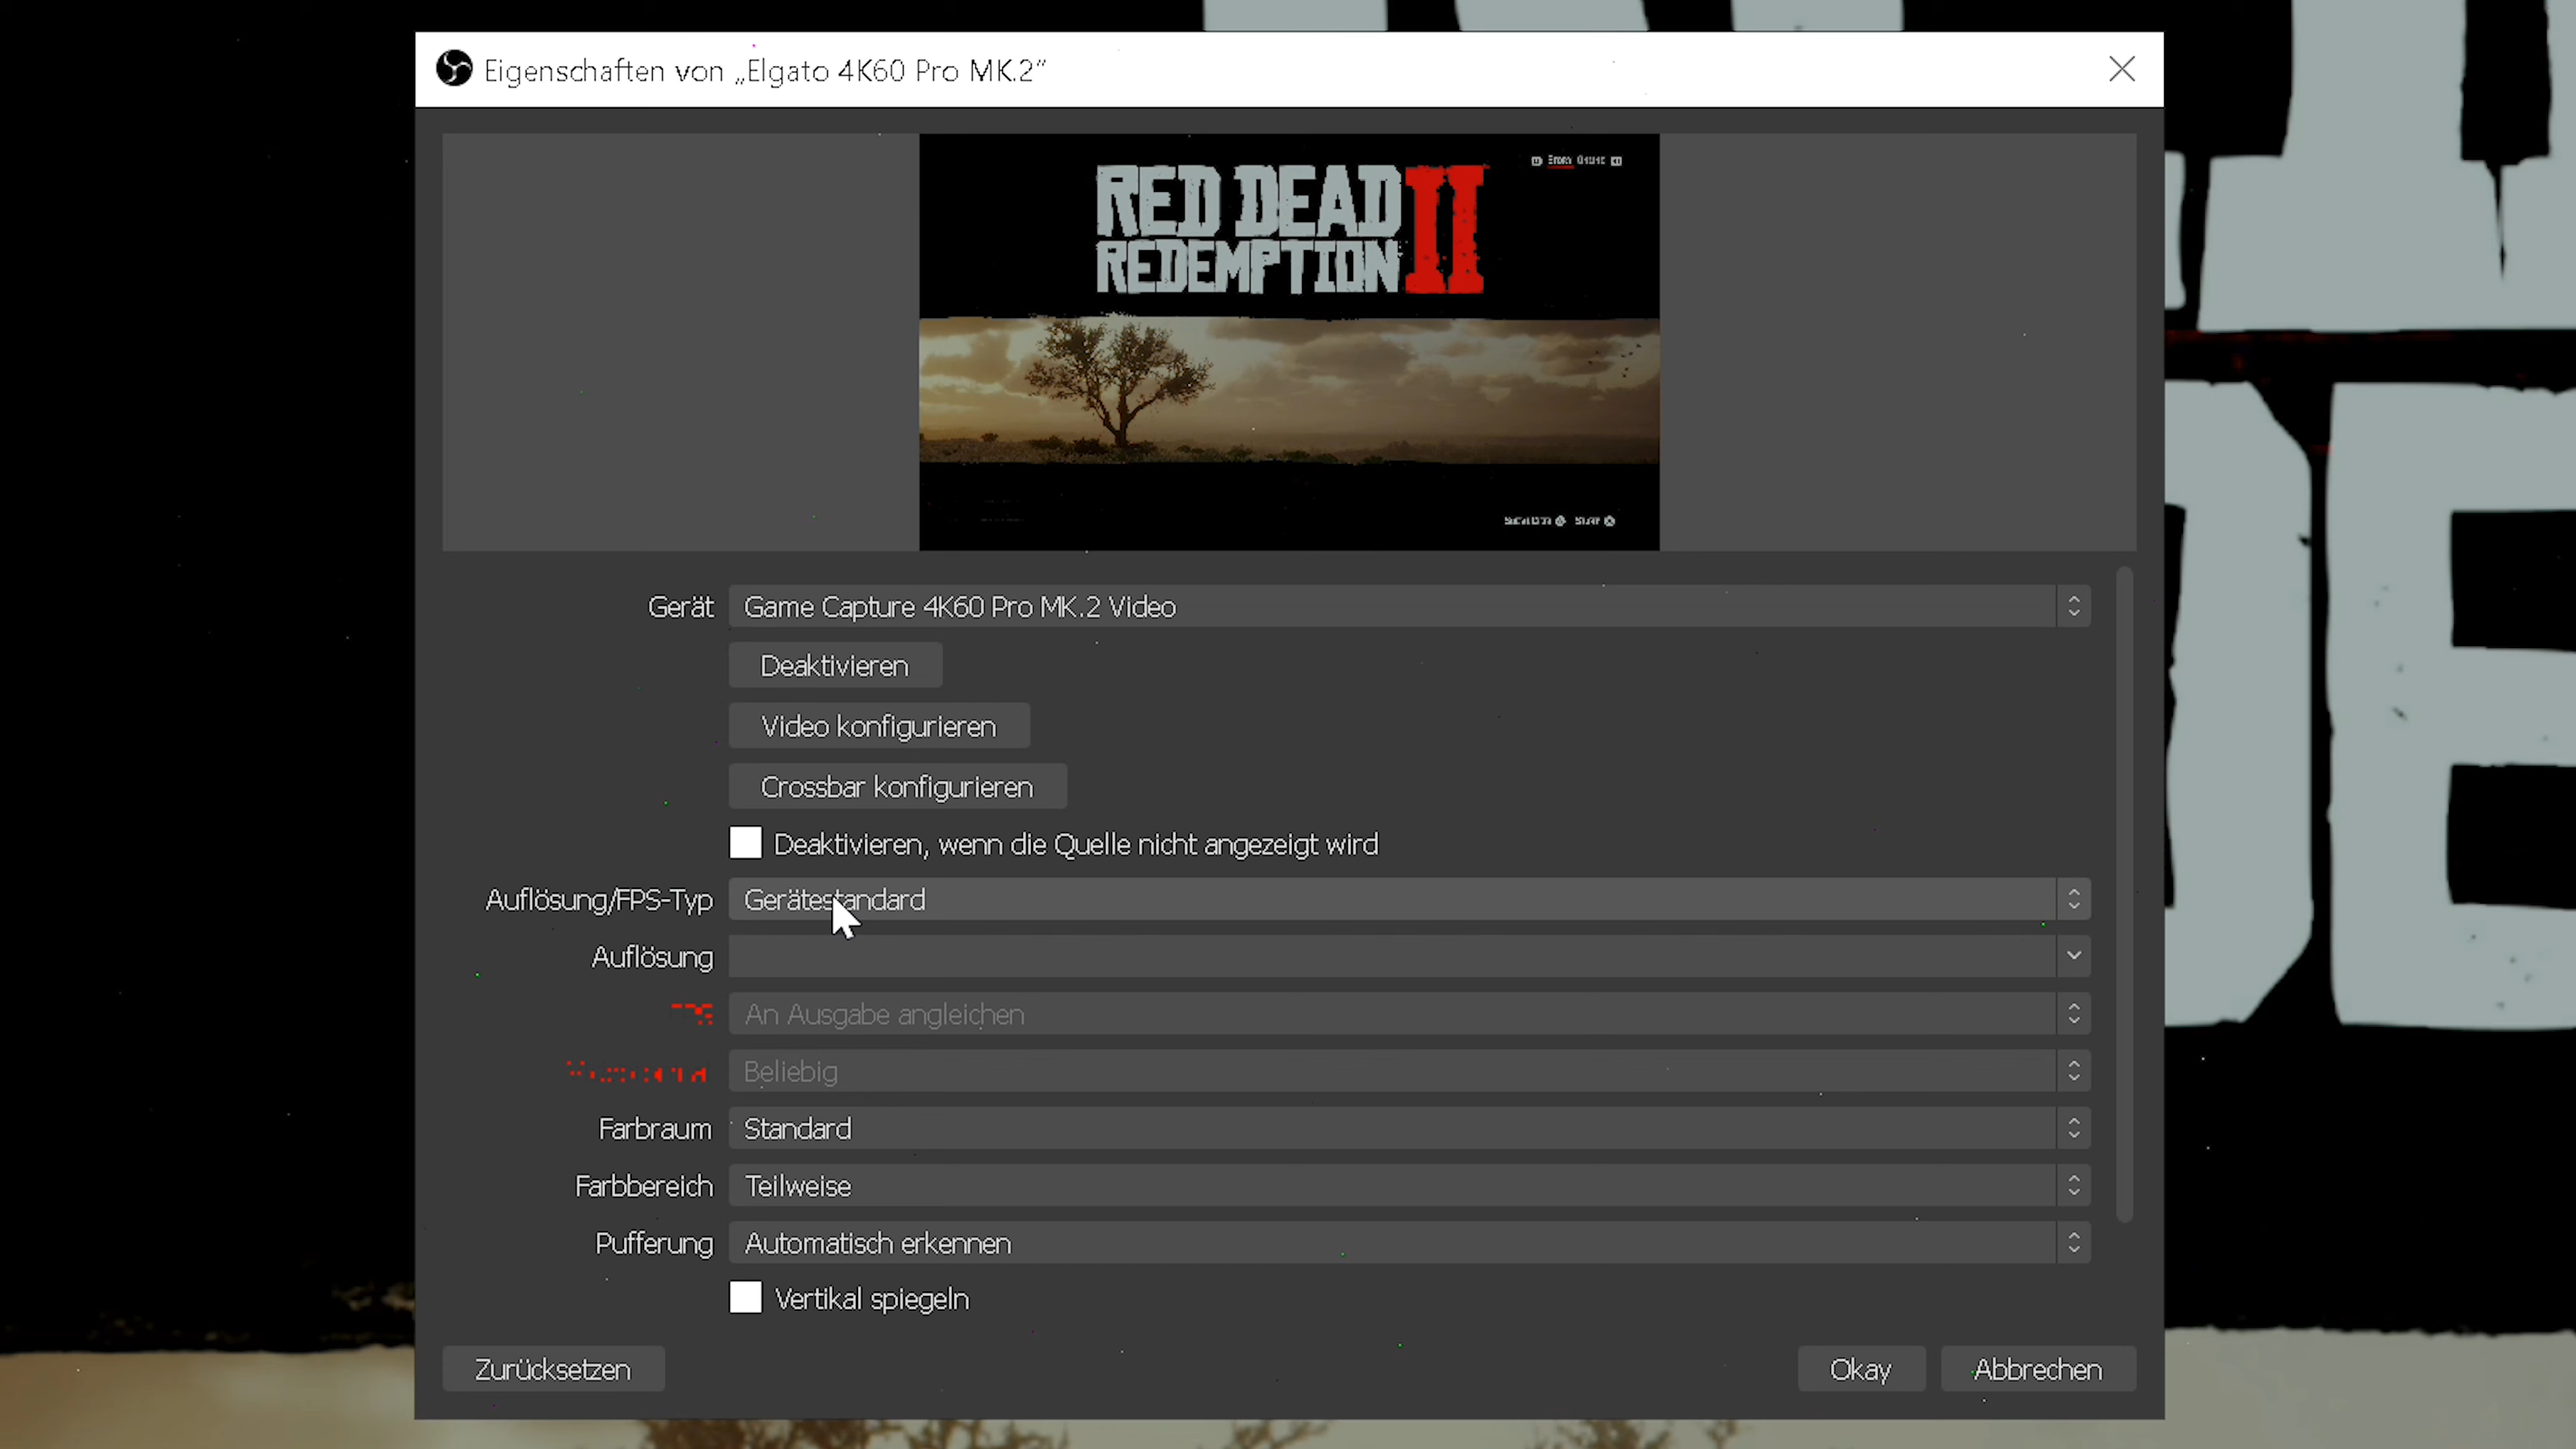 Eigenschaften von „Elgato 4K60 Pro MK.2“
RED DEAD
REDEMPTION II
Gerät Game Capture 4K60 Pro MK.2 Video
Deaktivieren
Video konfigurieren
Crossbar konfigurieren
Deaktivieren, wenn die Quelle nicht angezeigt wird
Auflösung/FPS-Typ Gerätestandard
Auflösung
An Ausgabe angleichen
Beliebig
Farbraum Standard
Farbbereich Teilweise
Pufferung Automatisch erkennen
Vertikal spiegeln
Zurücksetzen Okay Abbrechen